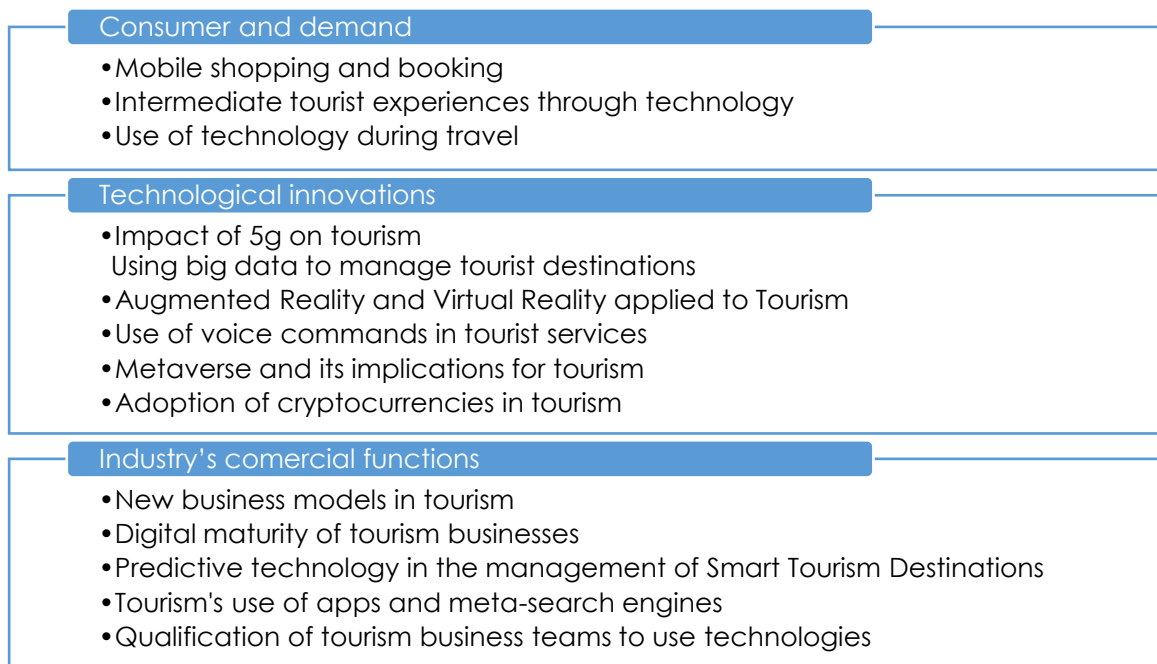 Consumer and demand
•Mobile shopping and booking
•Intermediate tourist experiences through technology
•Use of technology during travel
Technological innovations
•Impact of 5g on tourism
Using big data to manage tourist destinations
•Augmented Reality and Virtual Reality applied to Tourism
•Use of voice commands in tourist services
•Metaverse and its implications for tourism
•Adoption of cryptocurrencies in tourism
Industry's comercial functions
•New business models in tourism
•Digital maturity of tourism businesses
•Predictive technology in the management of Smart Tourism Destinations
•Tourism's use of apps and meta-search engines
•Qualification of tourism business teams to use technologies